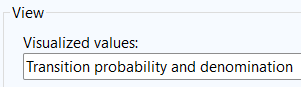 View
Visualized values:
Transition probability and denomination